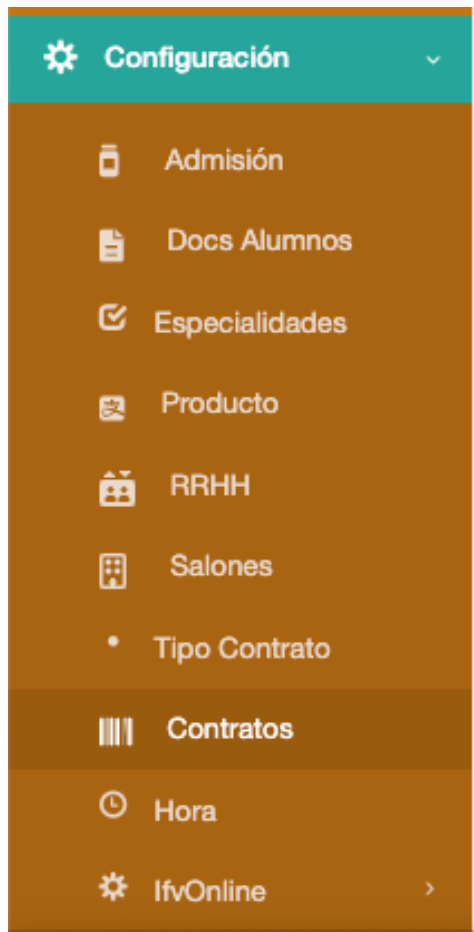 Configuración
Admisión
Docs Alumnos
Especialidades
Producto
RRHH
Salones
Tipo Contrato
Contratos
Hora
IfvOnline